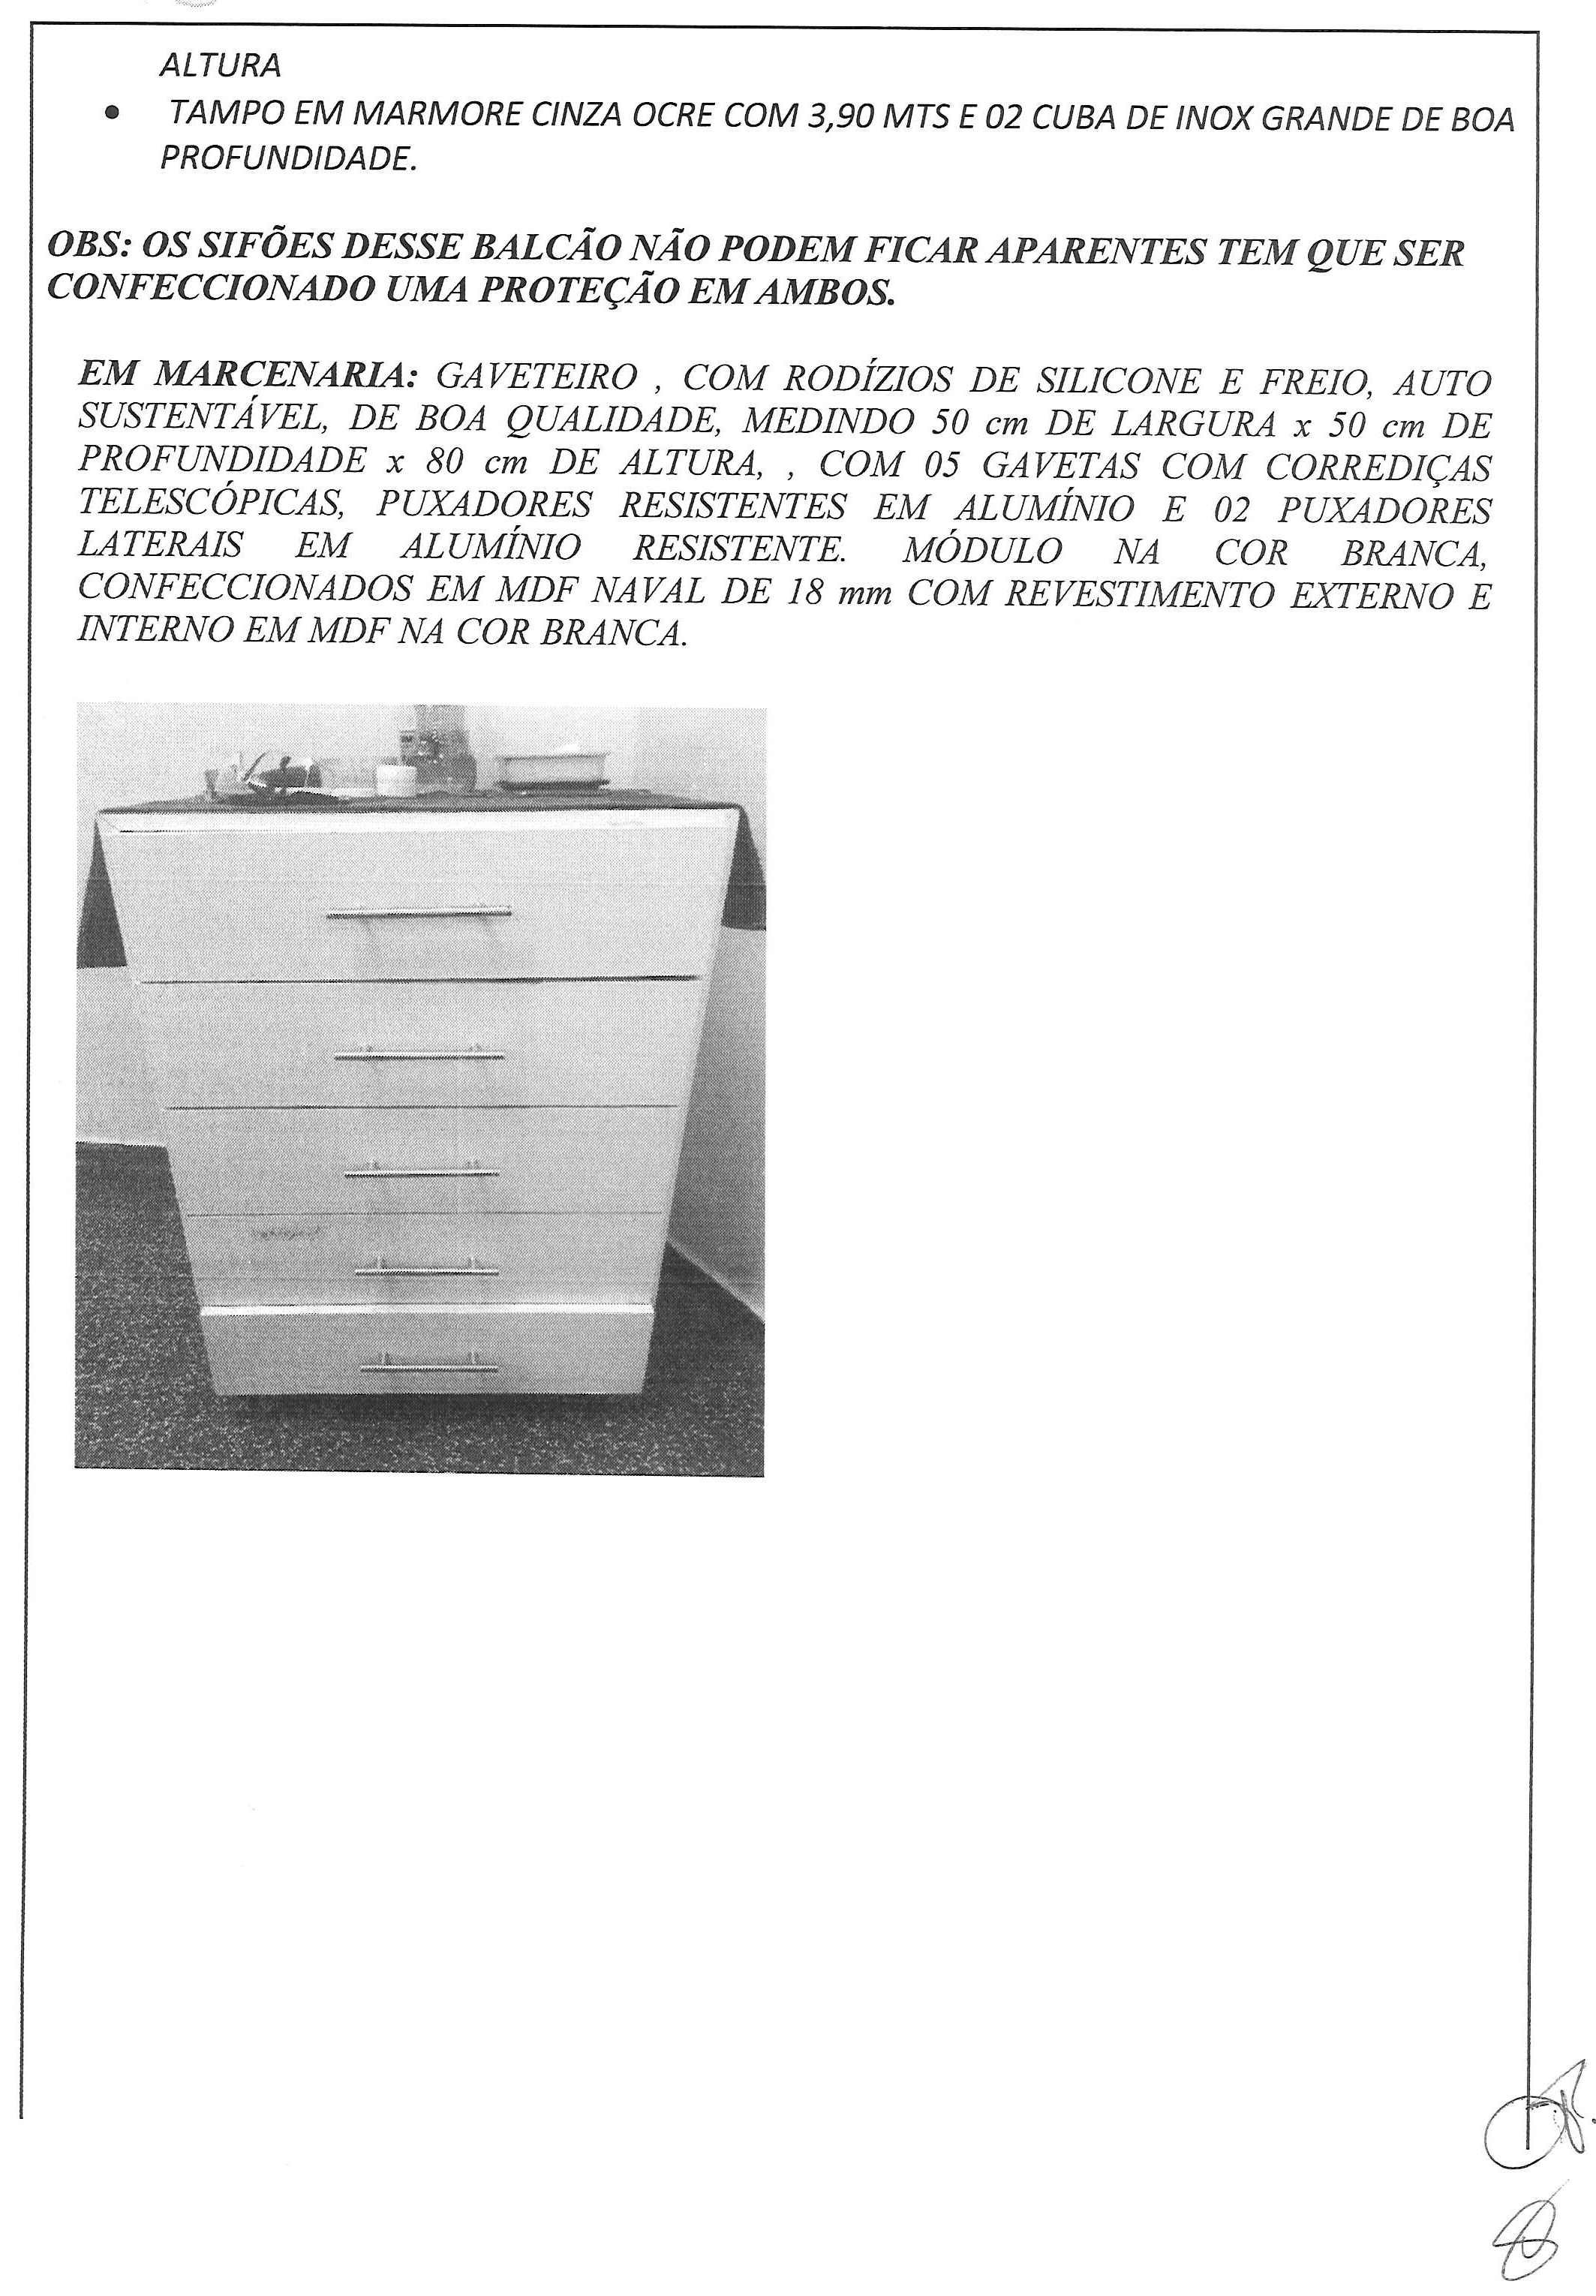 ALTURA
• TAMPO EM MARMORE CINZA OCRE COM 3,90 MTS E 02 CUBA DE INOX GRANDE DE BOA
PROFUNDIDADE.
OBS: OS SIFÕES DESSE BALCÃO NÃO PODEM FICAR APARENTES TEM QUE SER
CONFECCIONADO UMA PROTEÇÃO EM AMBOS.
EM MARCENARIA: GAVETEIRO , COM RODÍZIOS DE SILICONE E FREIO, AUTO
SUSTENTÁVEL, DE BOA QUALIDADE, MEDINDO 50 cm DE LARGURA x 50 cm DE
PROFUNDIDADE x 80 cm DE ALTURA, , COM 05 GAVETAS COM CORREDIÇAS
TELESCÓPICAS, PUXADORES RESISTENTES EM ALUMÍNIO E 02 PUXADORES
LATERAIS EM ALUMÍNIO RESISTENTE. MÓDULO NA COR BRANCA,
CONFECCIONADOS EM MDF NAVAL DE 18 mm COM REVESTIMENTO EXTERNO E
INTERNO EM MDF NA COR BRANCA.